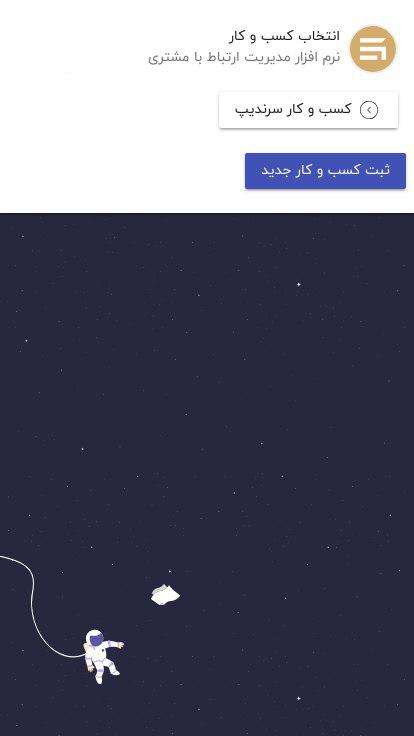 انتخاب کسب و کار
نرم افزار مدیریت ارتباط با مشتری
کسب و کار سرندیپ
ثبت کسب و کار جدید